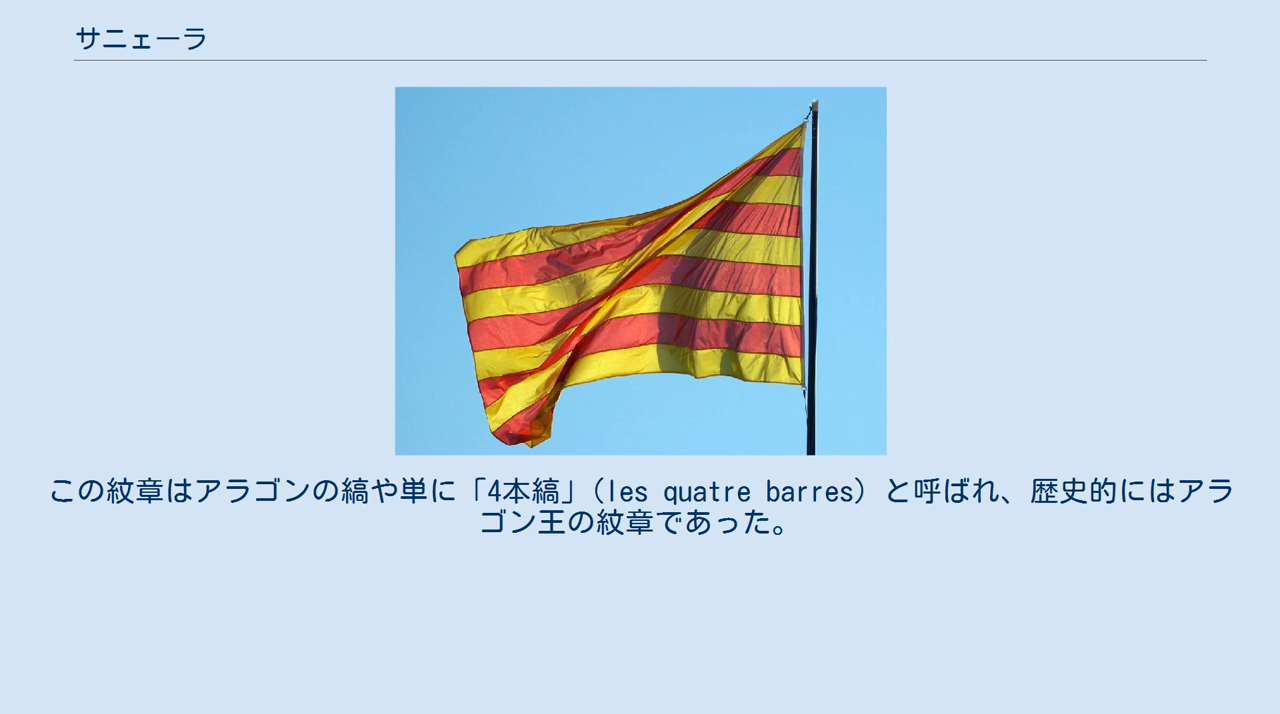 サニェーラ
この紋章はアラゴンの縞や単に「4本縞」(les quatre barres) と呼ばれ、歴史的にはアラ
ゴン王の紋章であった。